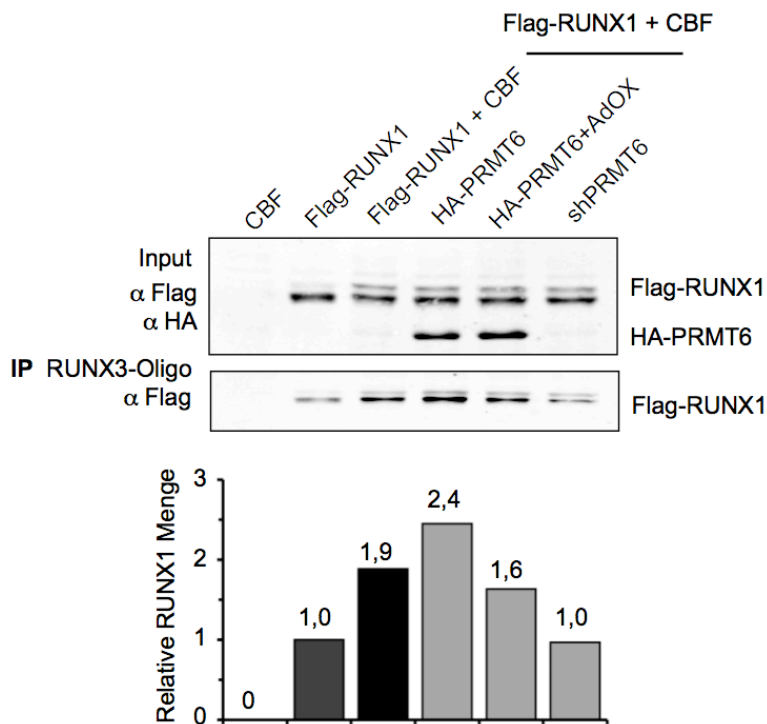 Flag-RUNX1 + CBF
CBF
Flag-RUNX1
Flag-RUNX1 + CBF
HA-PRMT6
HA-PRMT6+AdOX
shPRMT6
Input
α Flag
α HA
Flag-RUNX1
HA-PRMT6
IP RUNX3-Oligo
α Flag
Flag-RUNX1
Relative RUNX1 Menge
3
2
1
0
0
1,0
1,9
2,4
1,6
1,0